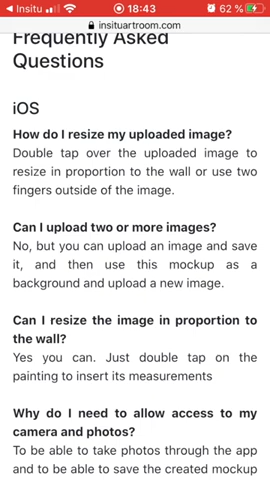 Insitu
18:43
62 %
insituartroom.com
Frequently Asked
Questions
iOS
How do I resize my uploaded image?
Double tap over the uploaded image to
resize in proportion to the wall or use two
fingers outside of the image.
Can I upload two or more images?
No, but you can upload an image and save
it, and then use this mockup as a
background and upload a new image.
Can I resize the image in proportion to
the wall?
Yes you can. Just double tap on the
painting to insert its measurements
Why do I need to allow access to my
camera and photos?
To be able to take photos through the app
and to be able to save the created mockup